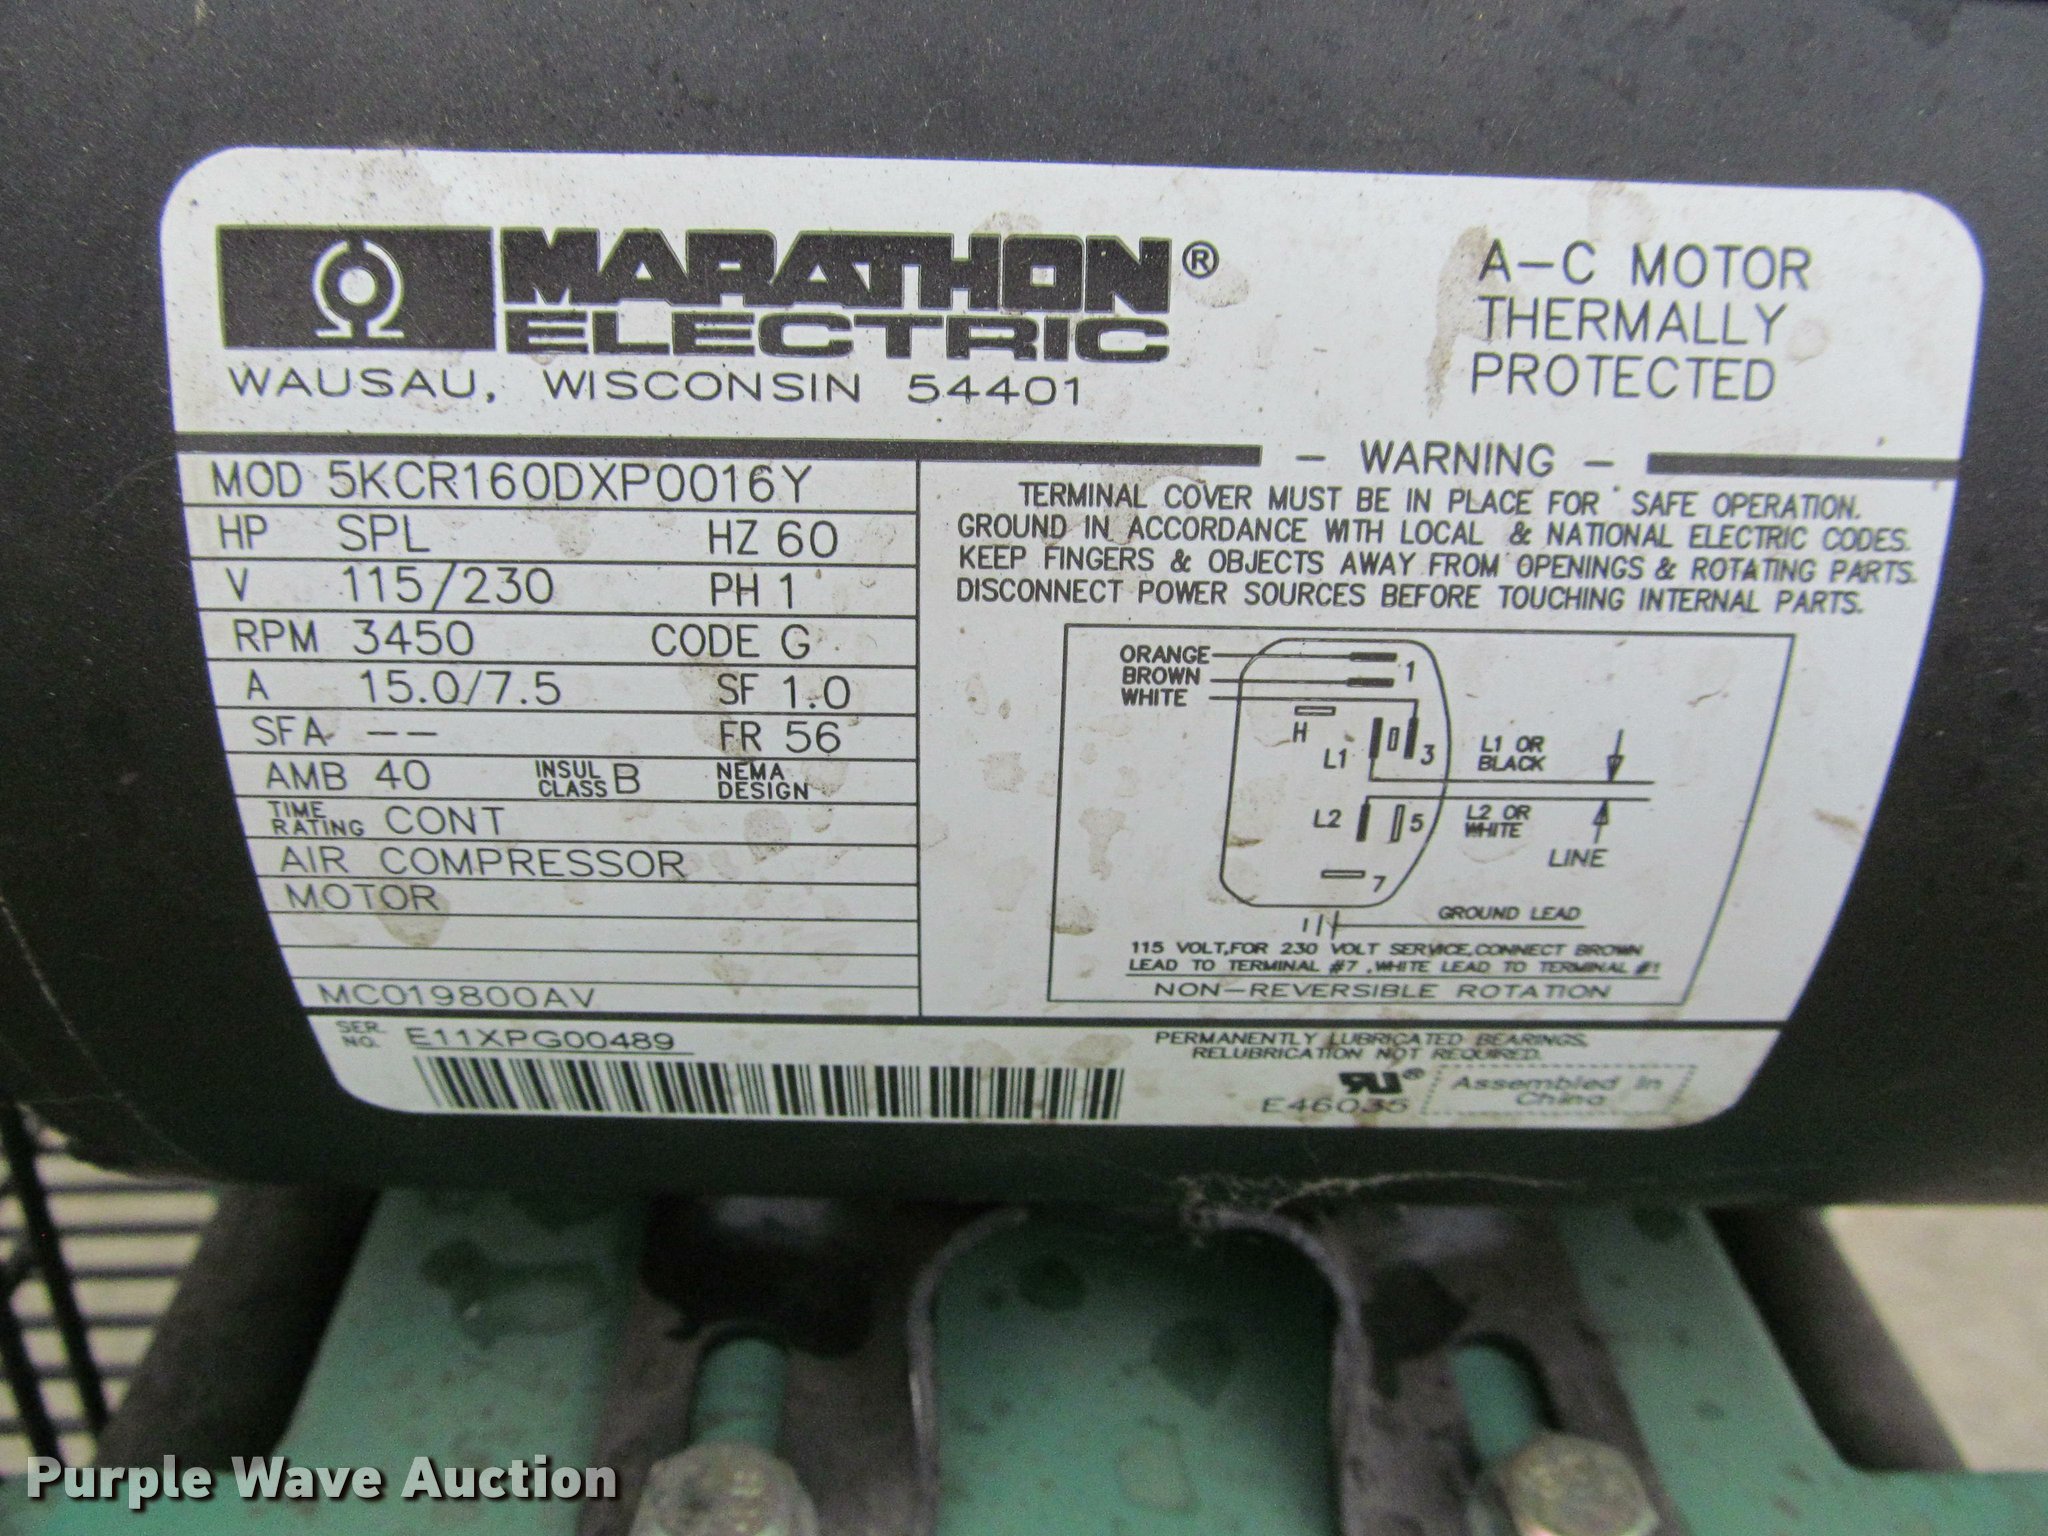 MARATHON®
ELECTRIC
WAUSAU, WISCONSIN 54401
A-C MOTOR
THERMALLY
PROTECTED
MOD 5KCR160DXP0016Y
HP SPL HZ 60
V 115/230 PH 1
RPM 3450 CODE G
A 15.0/7.5 SF 1.0
SFA -- FR 56
AMB 40 INSUL CLASS B NEMA DESIGN
TIME RATING CONT
AIR COMPRESSOR
MOTOR
MC019800AV
SER. NO. E11XPG00489
- WARNING -
TERMINAL COVER MUST BE IN PLACE FOR SAFE OPERATION.
GROUND IN ACCORDANCE WITH LOCAL & NATIONAL ELECTRIC CODES.
KEEP FINGERS & OBJECTS AWAY FROM OPENINGS & ROTATING PARTS.
DISCONNECT POWER SOURCES BEFORE TOUCHING INTERNAL PARTS.
ORANGE
BROWN
WHITE
1
H
L1
3
L1 OR
BLACK
L2
5
L2 OR
WHITE
LINE
7
GROUND LEAD
115 VOLT,FOR 230 VOLT SERVICE,CONNECT BROWN
LEAD TO TERMINAL #7 ,WHITE LEAD TO TERMINAL #1
NON-REVERSIBLE ROTATION
PERMANENTLY LUBRICATED BEARINGS.
RELUBRICATION NOT REQUIRED.
RU®
E46035
Assembled in
China
Purple Wave Auction